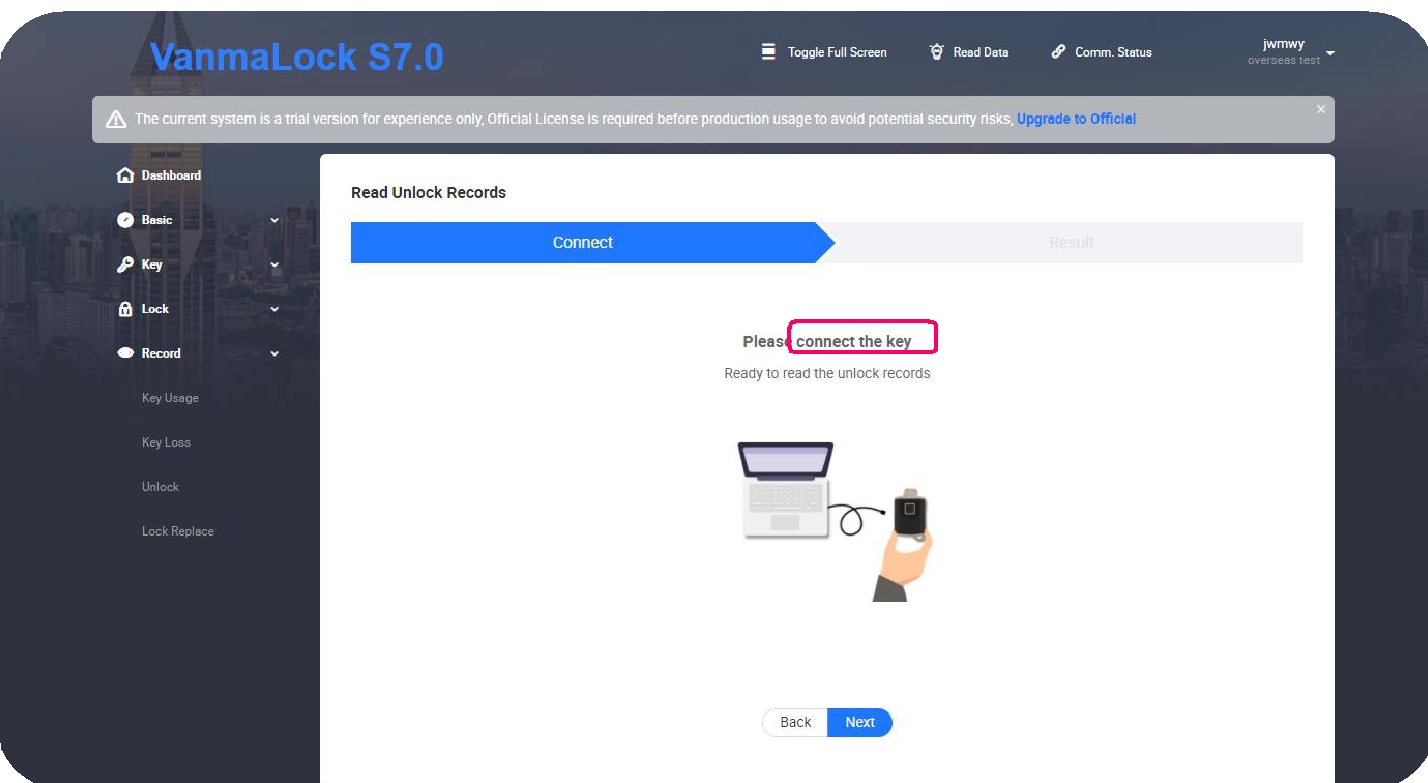 VanmaLock S7.0
Toggle Full Screen
Read Data
Comm. Status
jwmwy
overseas test
The current system is a trial version for experience only, Official License is required before production usage to avoid potential security risks, Upgrade to Official
Dashboard
Basic
Key
Lock
Record
Key Usage
Key Loss
Unlock
Lock Replace
Read Unlock Records
Connect
Result
Please connect the key
Ready to read the unlock records
Back
Next